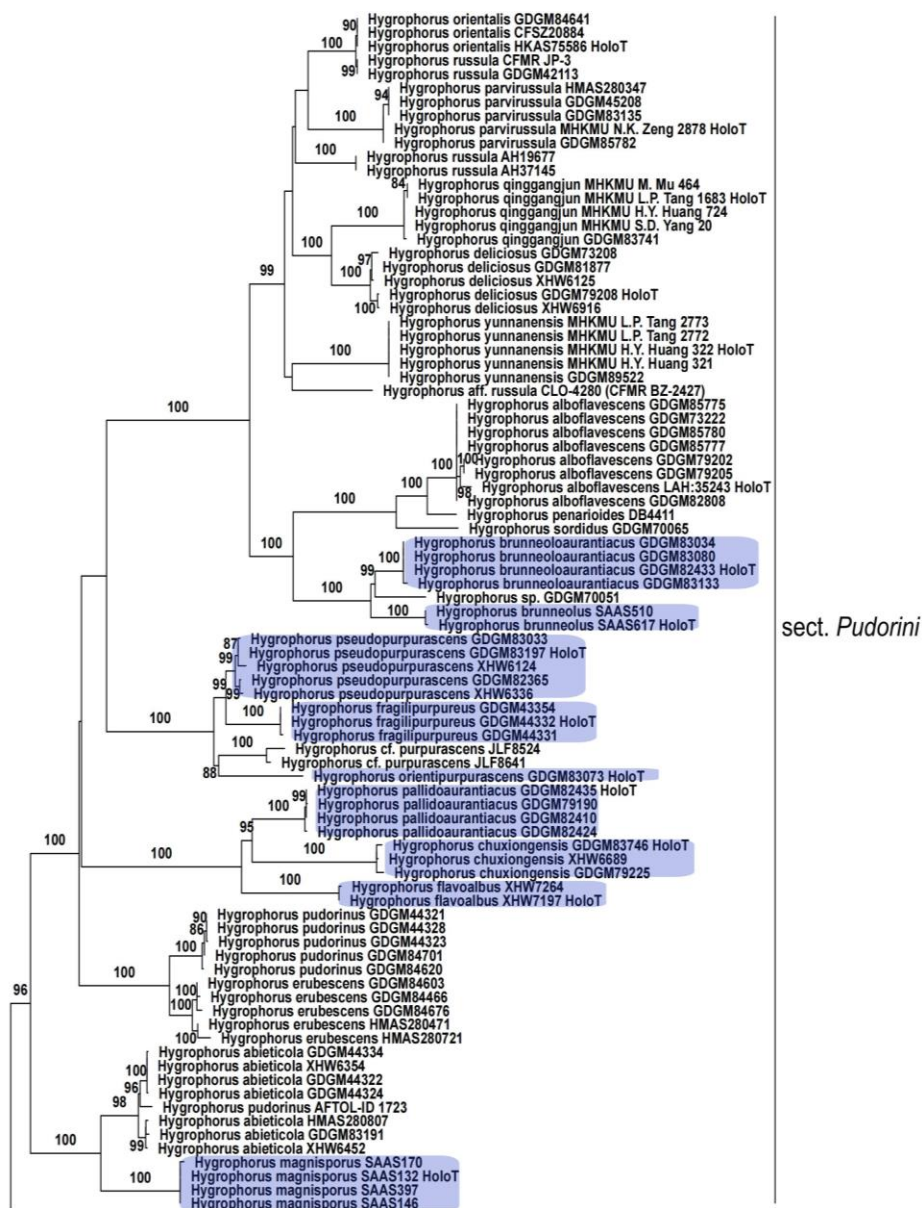 90
Hygrophorus orientalis GDGM84641
Hygrophorus orientalis CFSZ20884
100
Hygrophorus orientalis HKAS75586 HoloT
Hygrophorus russula CFMR JP-3
99
Hygrophorus russula GDGM42113
Hygrophorus parvirussula HMAS280347
94
Hygrophorus parvirussula GDGM45208
Hygrophorus parvirussula GDGM83135
100
Hygrophorus parvirussula MHKMU N.K. Zeng 2878 HoloT
Hygrophorus parvirussula GDGM85782
100
Hygrophorus russula AH19677
Hygrophorus russula AH37145
84
Hygrophorus qinggangjun MHKMU M. Mu 464
Hygrophorus qinggangjun MHKMU L.P. Tang 1683 HoloT
100
Hygrophorus qinggangjun MHKMU H.Y. Huang 724
Hygrophorus qinggangjun MHKMU S.D. Yang 20
100
Hygrophorus qinggangjun GDGM83741
97
Hygrophorus deliciosus GDGM73208
99
Hygrophorus deliciosus GDGM81877
100
Hygrophorus deliciosus XHW6125
Hygrophorus deliciosus GDGM79208 HoloT
100
Hygrophorus deliciosus XHW6916
Hygrophorus yunnanensis MHKMU L.P. Tang 2773
Hygrophorus yunnanensis MHKMU L.P. Tang 2772
Hygrophorus yunnanensis MHKMU H.Y. Huang 322 HoloT
100
Hygrophorus yunnanensis MHKMU H.Y. Huang 321
Hygrophorus yunnanensis GDGM89522
Hygrophorus aff. russula CLO-4280 (CFMR BZ-2427)
Hygrophorus alboflavescens GDGM85775
100
Hygrophorus alboflavescens GDGM73222
Hygrophorus alboflavescens GDGM85780
Hygrophorus alboflavescens GDGM85777
100
Hygrophorus alboflavescens GDGM79202
100
Hygrophorus alboflavescens GDGM79205
Hygrophorus alboflavescens LAH:35243 HoloT
98
Hygrophorus alboflavescens GDGM82808
100
Hygrophorus penarioides DB4411
Hygrophorus sordidus GDGM70065
100
Hygrophorus brunneoloaurantiacus GDGM83034
100
Hygrophorus brunneoloaurantiacus GDGM83080
Hygrophorus brunneoloaurantiacus GDGM82433 HoloT
99
Hygrophorus brunneoloaurantiacus GDGM83133
100
Hygrophorus sp. GDGM70051
100
Hygrophorus brunneolus SAAS510
Hygrophorus brunneolus SAAS617 HoloT
sect. Pudorini
87
Hygrophorus pseudopurpurascens GDGM83033
99
Hygrophorus pseudopurpurascens GDGM83197 HoloT
Hygrophorus pseudopurpurascens XHW6124
99
Hygrophorus pseudopurpurascens GDGM82365
99
Hygrophorus pseudopurpurascens XHW6336
100
Hygrophorus fragilipurpureus GDGM43354
Hygrophorus fragilipurpureus GDGM44332 HoloT
Hygrophorus fragilipurpureus GDGM44331
100
100
Hygrophorus cf. purpurascens JLF8524
Hygrophorus cf. purpurascens JLF8641
88
Hygrophorus orientipurpurascens GDGM83073 HoloT
99
Hygrophorus pallidoaurantiacus GDGM82435 HoloT
100
Hygrophorus pallidoaurantiacus GDGM79190
Hygrophorus pallidoaurantiacus GDGM82410
95
Hygrophorus pallidoaurantiacus GDGM82424
Hygrophorus chuxiongensis GDGM83746 HoloT
100
Hygrophorus chuxiongensis XHW6689
100
100
Hygrophorus chuxiongensis GDGM79225
100
Hygrophorus flavoalbus XHW7264
Hygrophorus flavoalbus XHW7197 HoloT
90
Hygrophorus pudorinus GDGM44321
86
Hygrophorus pudorinus GDGM44328
Hygrophorus pudorinus GDGM44323
100
Hygrophorus pudorinus GDGM84701
Hygrophorus pudorinus GDGM84620
100
96
Hygrophorus erubescens GDGM84603
100
Hygrophorus erubescens GDGM84466
100
Hygrophorus erubescens GDGM84676
Hygrophorus erubescens HMAS280471
100
Hygrophorus erubescens HMAS280721
Hygrophorus abieticola GDGM44334
100
Hygrophorus abieticola XHW6354
96
Hygrophorus abieticola GDGM44322
Hygrophorus abieticola GDGM44324
98
Hygrophorus pudorinus AFTOL-ID 1723
Hygrophorus abieticola HMAS280807
Hygrophorus abieticola GDGM83191
99
Hygrophorus abieticola XHW6452
100
Hygrophorus magnisporus SAAS170
100
Hygrophorus magnisporus SAAS132 HoloT
Hygrophorus magnisporus SAAS397
Hygrophorus magnisporus SAAS146